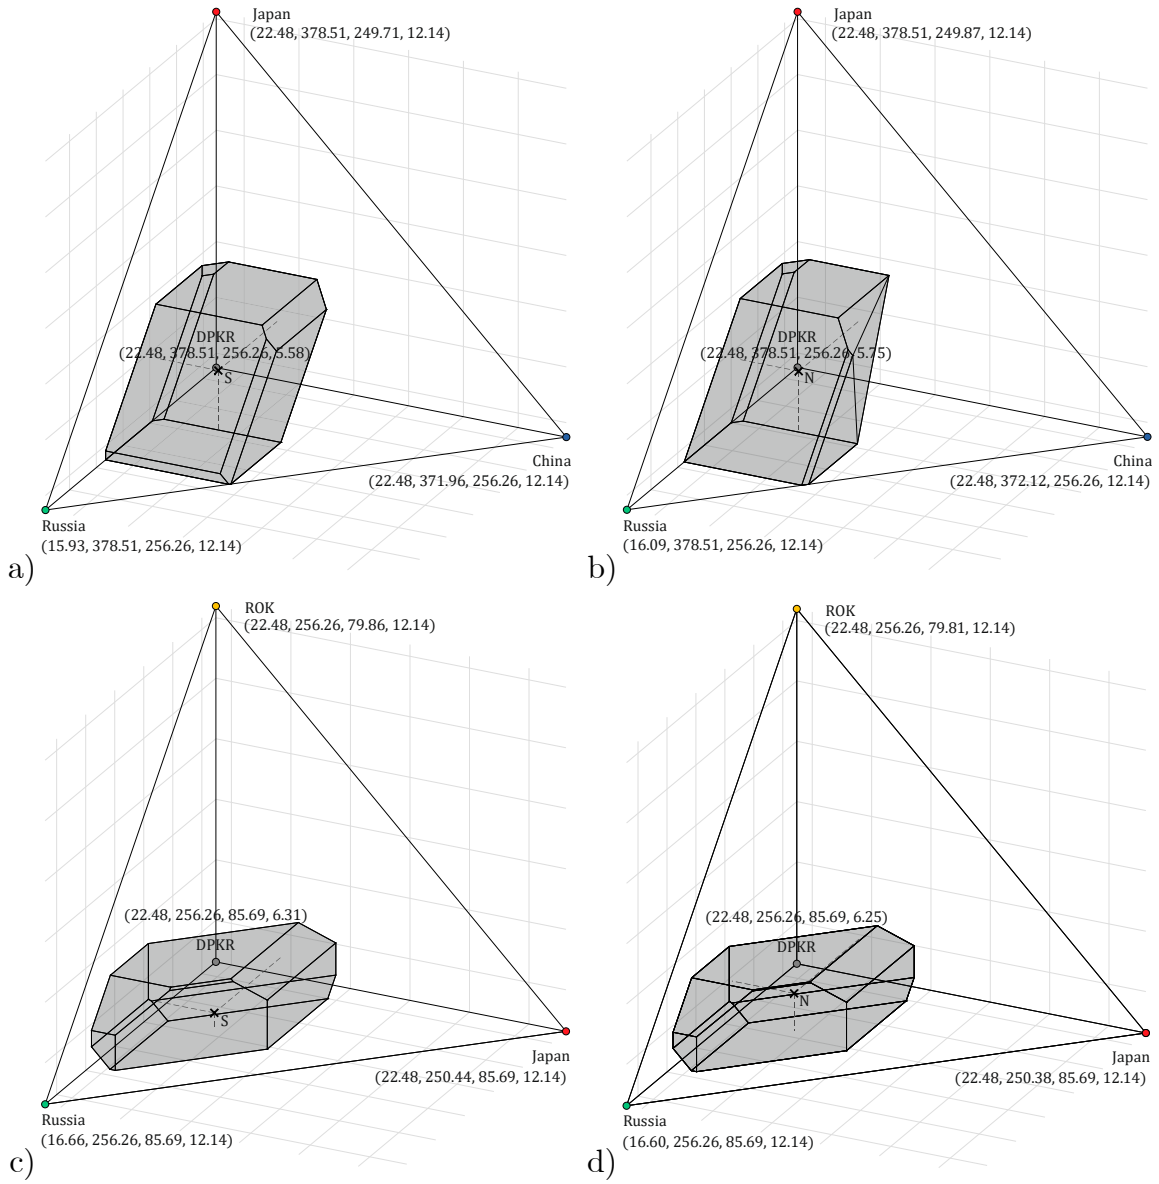 Japan
(22.48, 378.51, 249.71, 12.14)
DPKR
(22.48, 378.51, 256.26, 5.58)
S
China
(22.48, 371.96, 256.26, 12.14)
Russia
(15.93, 378.51, 256.26, 12.14)
a)
Japan
(22.48, 378.51, 249.87, 12.14)
DPKR
(22.48, 378.51, 256.26, 5.75)
N
China
(22.48, 372.12, 256.26, 12.14)
Russia
(16.09, 378.51, 256.26, 12.14)
b)
ROK
(22.48, 256.26, 79.86, 12.14)
(22.48, 256.26, 85.69, 6.31)
DPKR
S
Japan
(22.48, 250.44, 85.69, 12.14)
Russia
(16.66, 256.26, 85.69, 12.14)
c)
ROK
(22.48, 256.26, 79.81, 12.14)
(22.48, 256.26, 85.69, 6.25)
DPKR
N
Japan
(22.48, 250.38, 85.69, 12.14)
Russia
(16.60, 256.26, 85.69, 12.14)
d)